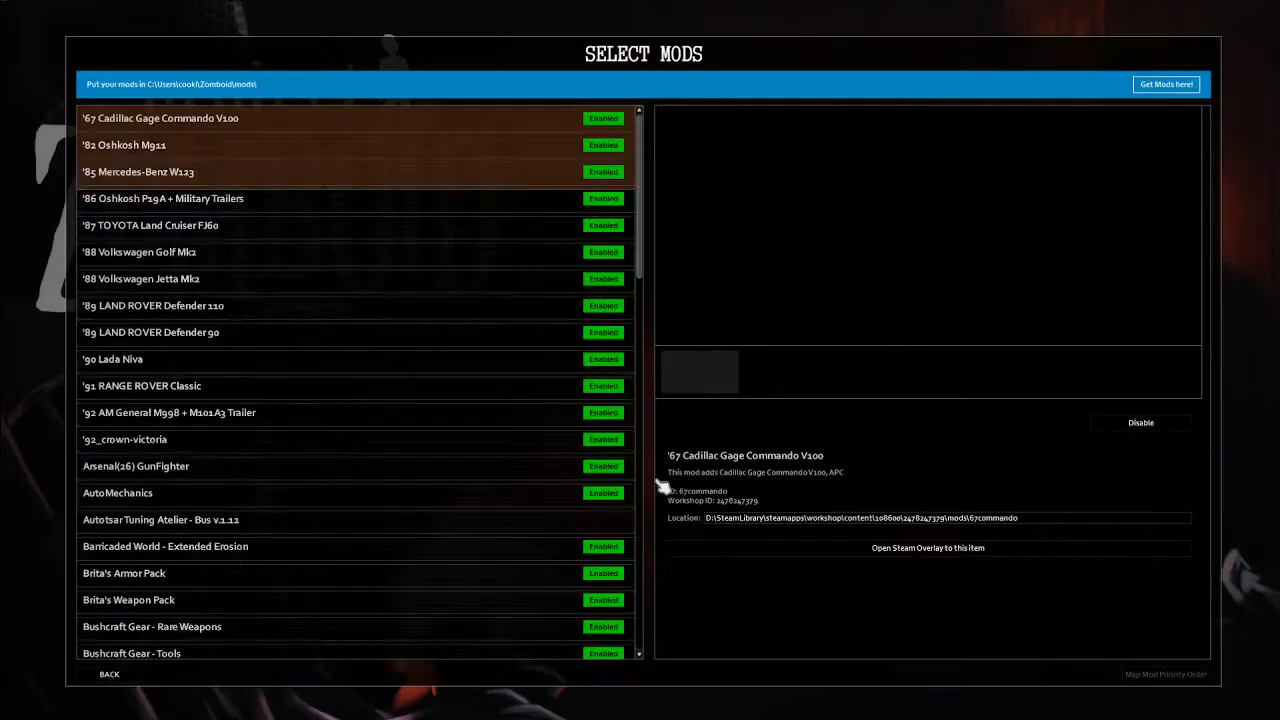 SELECT MODS
Put your mods in C:\Users\cooki\Zomboid\mods\
Get Mods here!
'67 Cadillac Gage Commando V100 Enabled
'82 Oshkosh M911 Enabled
'85 Mercedes-Benz W123 Enabled
'86 Oshkosh P19A + Military Trailers Enabled
'87 TOYOTA Land Cruiser FJ60 Enabled
'88 Volkswagen Golf Mk2 Enabled
'88 Volkswagen Jetta Mk2 Enabled
'89 LAND ROVER Defender 110 Enabled
'89 LAND ROVER Defender 90 Enabled
'90 Lada Niva Enabled
'91 RANGE ROVER Classic Enabled
'92 AM General M998 + M101A3 Trailer Enabled
'92_crown-victoria Enabled
Arsenal(26) GunFighter Enabled
AutoMechanics Enabled
Autotsar Tuning Atelier - Bus v.1.12
Barricaded World - Extended Erosion Enabled
Brita's Armor Pack Enabled
Brita's Weapon Pack Enabled
Bushcraft Gear - Rare Weapons Enabled
Bushcraft Gear - Tools Enabled
Disable
'67 Cadillac Gage Commando V100
This mod adds Cadillac Gage Commando V100, APC
ID: 67commando
Workshop ID: 2478247379
Location: D:\SteamLibrary\steamapps\workshop\content\108600\2478247379\mods\67commando
Open Steam Overlay to this item
BACK
Map Mod Priority Order